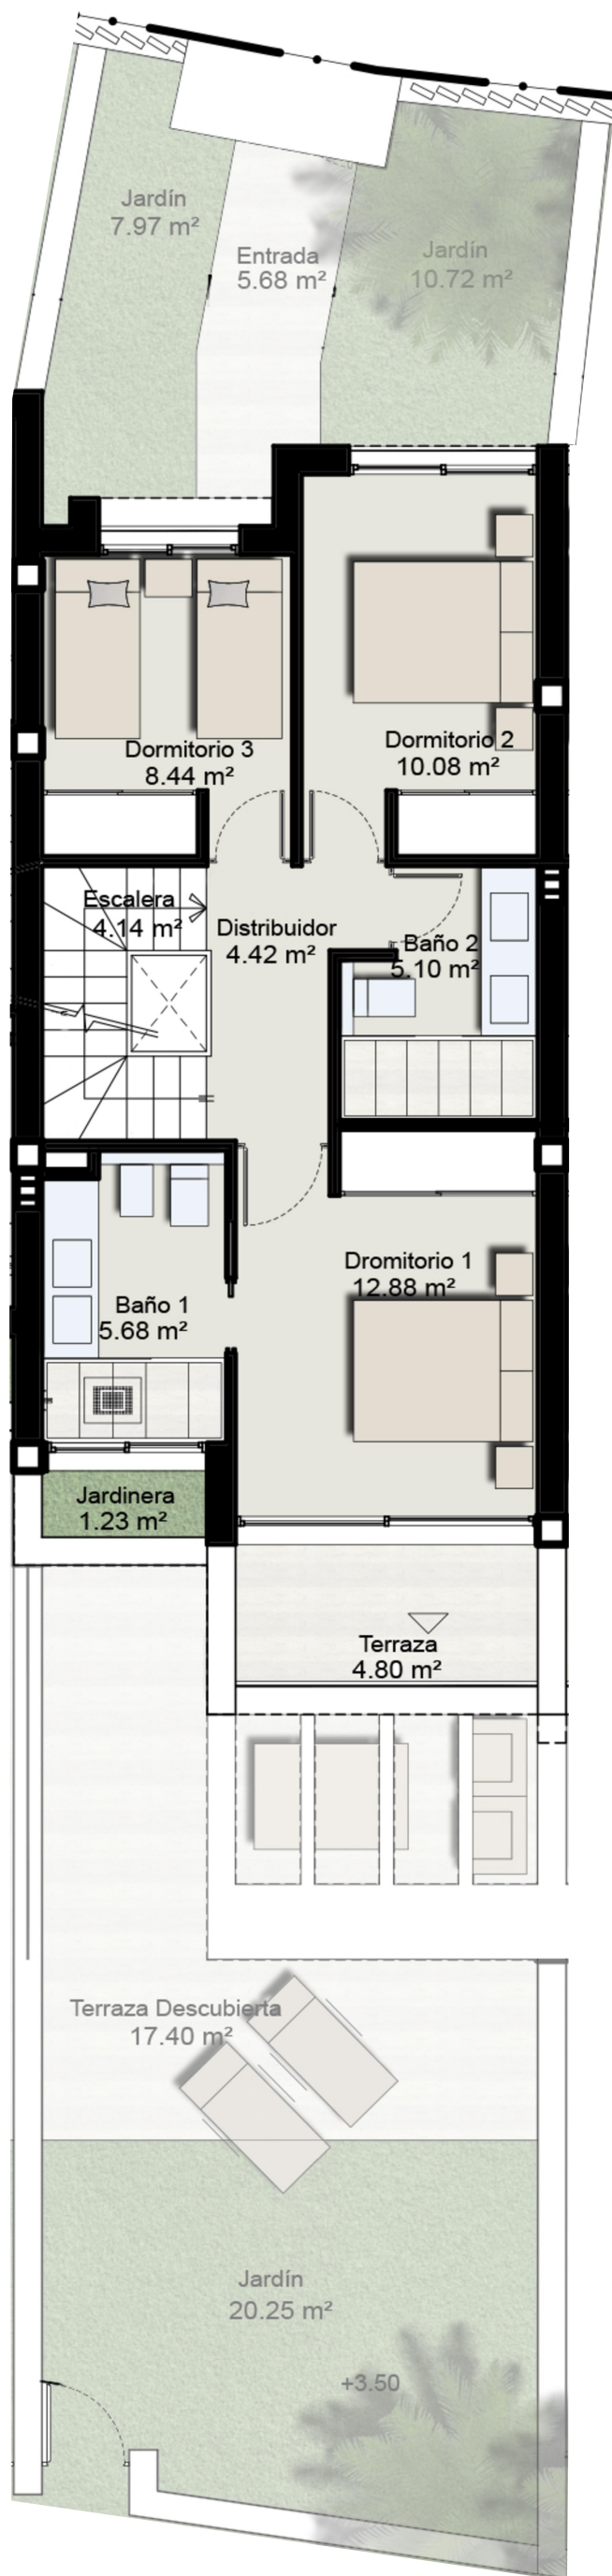 Jardín
7.97 m²
Entrada
5.68 m²
Jardín
10.72 m²
Dormitorio 3
8.44 m²
Dormitorio 2
10.08 m²
Escalera
4.14 m²
Distribuidor
4.42 m²
Baño 2
5.10 m²
Dromitorio 1
12.88 m²
Baño 1
5.68 m²
Jardinera
1.23 m²
Terraza
4.80 m²
Terraza Descubierta
17.40 m²
Jardín
20.25 m²
+3.50